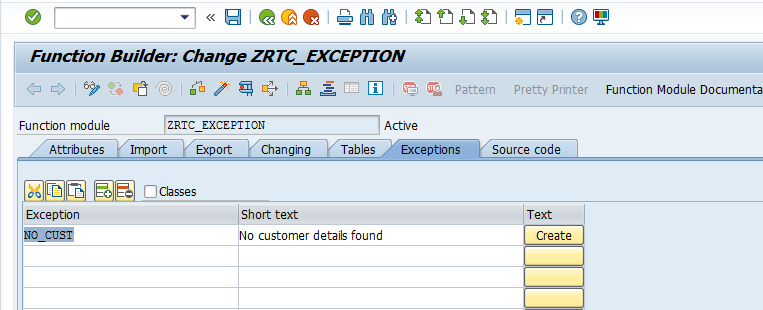 Function Builder: Change ZRTC_EXCEPTION
Pattern Pretty Printer Function Module Documenta
Function module ZRTC_EXCEPTION Active
Attributes Import Export Changing Tables Exceptions Source code
Classes
Exception Short text Text
NO_CUST No customer details found Create